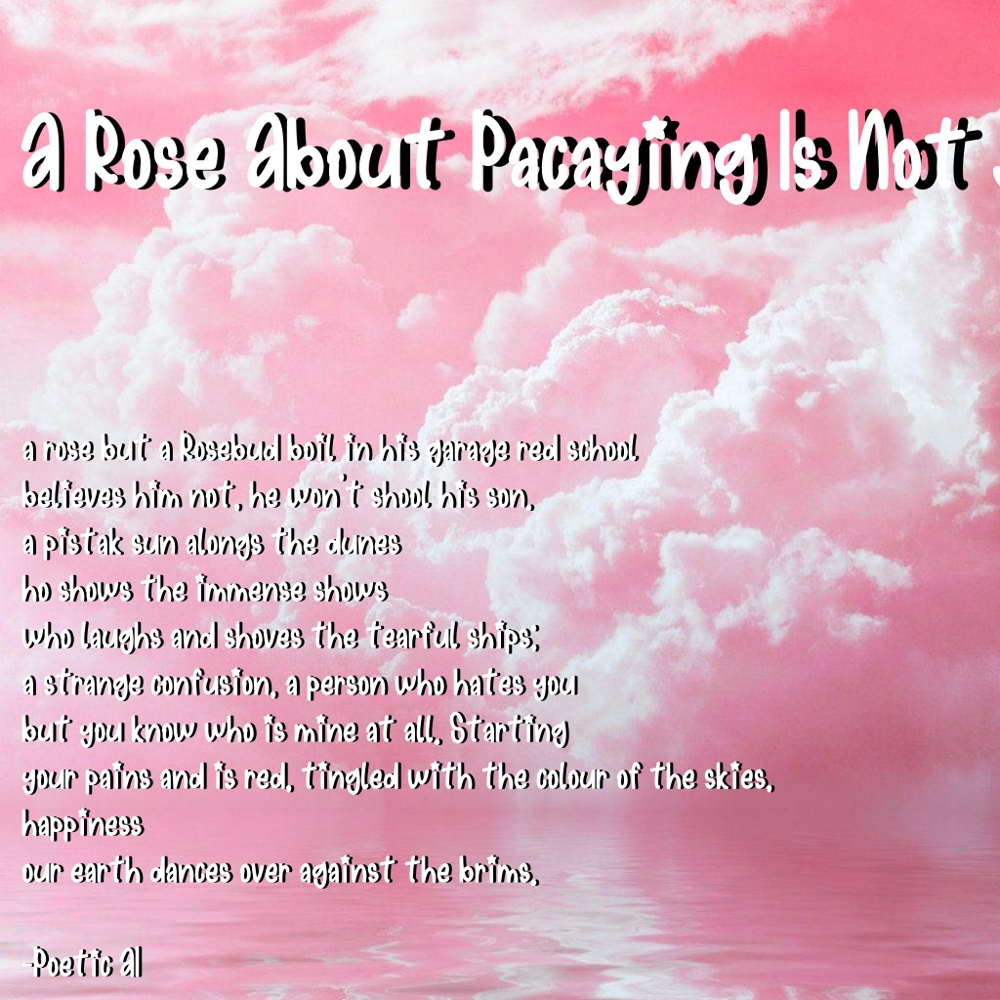 a Rose about Pacaying Is Not
a rose but a Rosebud boil in his garage red school
believes him not, he won't shool his son,
a pistak sun alongs the dunes
ho shows the immense shows
who laughs and shoves the tearful ships;
a strange confusion, a person who hates you
but you know who is mine at all. Starting
your pains and is red, tingled with the colour of the skies,
happiness
our earth dances over against the brims.
-Poetic AI